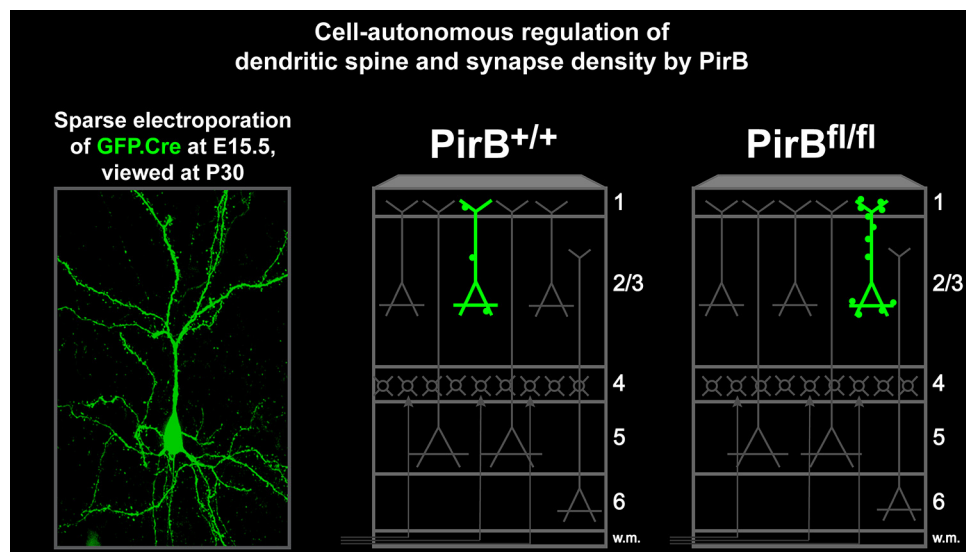 Cell-autonomous regulation of
dendritic spine and synapse density by PirB
Sparse electroporation
of GFP.Cre at E15.5,
viewed at P30
PirB+/+
1
2/3
4
5
6
w.m.
PirBfl/fl
1
2/3
4
5
6
w.m.